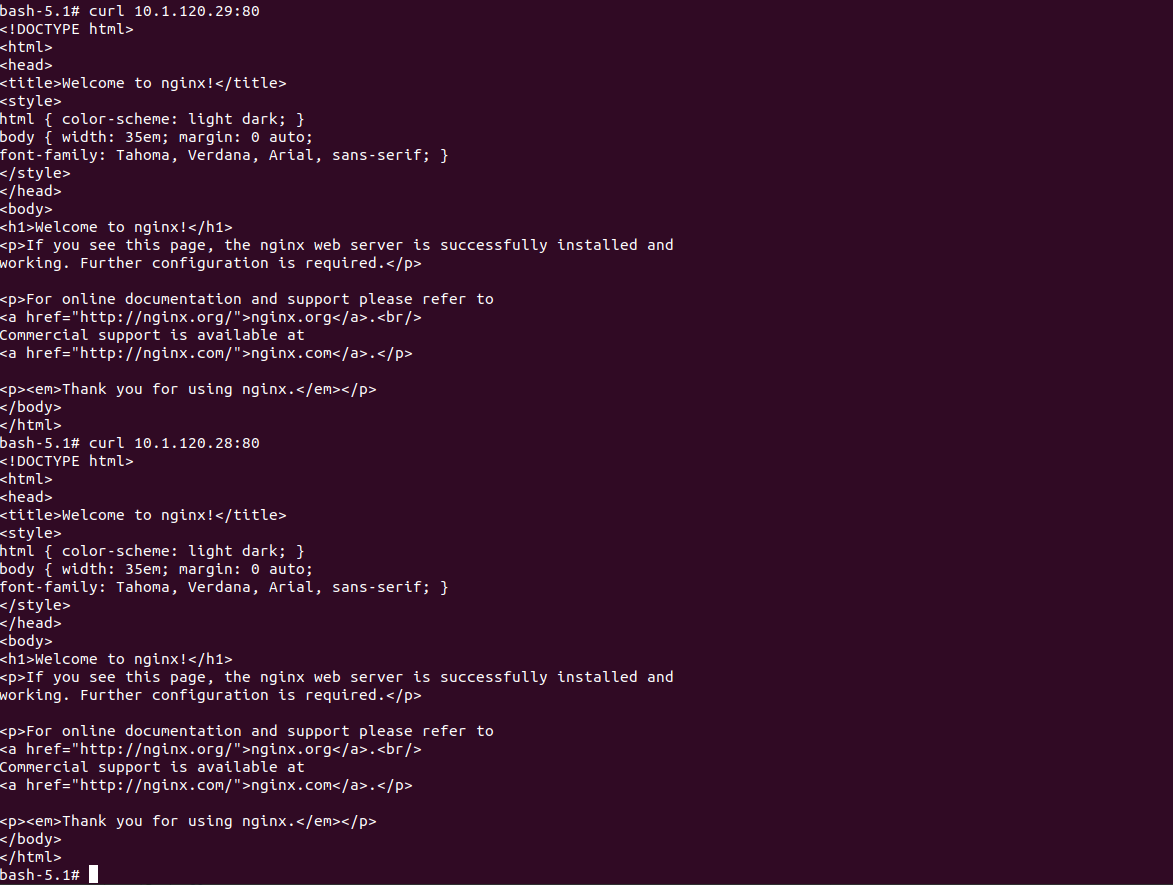 bash-5.1# curl 10.1.120.29:80
<!DOCTYPE html>
<html>
<head>
<title>Welcome to nginx!</title>
<style>
html { color-scheme: light dark; }
body { width: 35em; margin: 0 auto;
font-family: Tahoma, Verdana, Arial, sans-serif; }
</style>
</head>
<body>
<h1>Welcome to nginx!</h1>
<p>If you see this page, the nginx web server is successfully installed and
working. Further configuration is required.</p>

<p>For online documentation and support please refer to
<a href="http://nginx.org/">nginx.org</a>.<br/>
Commercial support is available at
<a href="http://nginx.com/">nginx.com</a>.</p>

<p><em>Thank you for using nginx.</em></p>
</body>
</html>
bash-5.1# curl 10.1.120.28:80
<!DOCTYPE html>
<html>
<head>
<title>Welcome to nginx!</title>
<style>
html { color-scheme: light dark; }
body { width: 35em; margin: 0 auto;
font-family: Tahoma, Verdana, Arial, sans-serif; }
</style>
</head>
<body>
<h1>Welcome to nginx!</h1>
<p>If you see this page, the nginx web server is successfully installed and
working. Further configuration is required.</p>

<p>For online documentation and support please refer to
<a href="http://nginx.org/">nginx.org</a>.<br/>
Commercial support is available at
<a href="http://nginx.com/">nginx.com</a>.</p>

<p><em>Thank you for using nginx.</em></p>
</body>
</html>
bash-5.1#